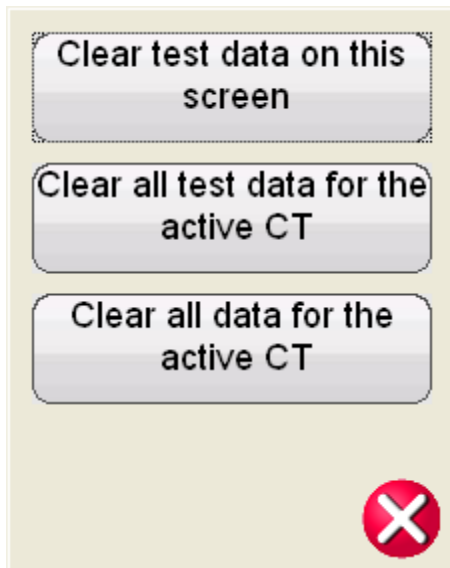 Clear test data on this
screen
Clear all test data for the
active CT
Clear all data for the
active CT